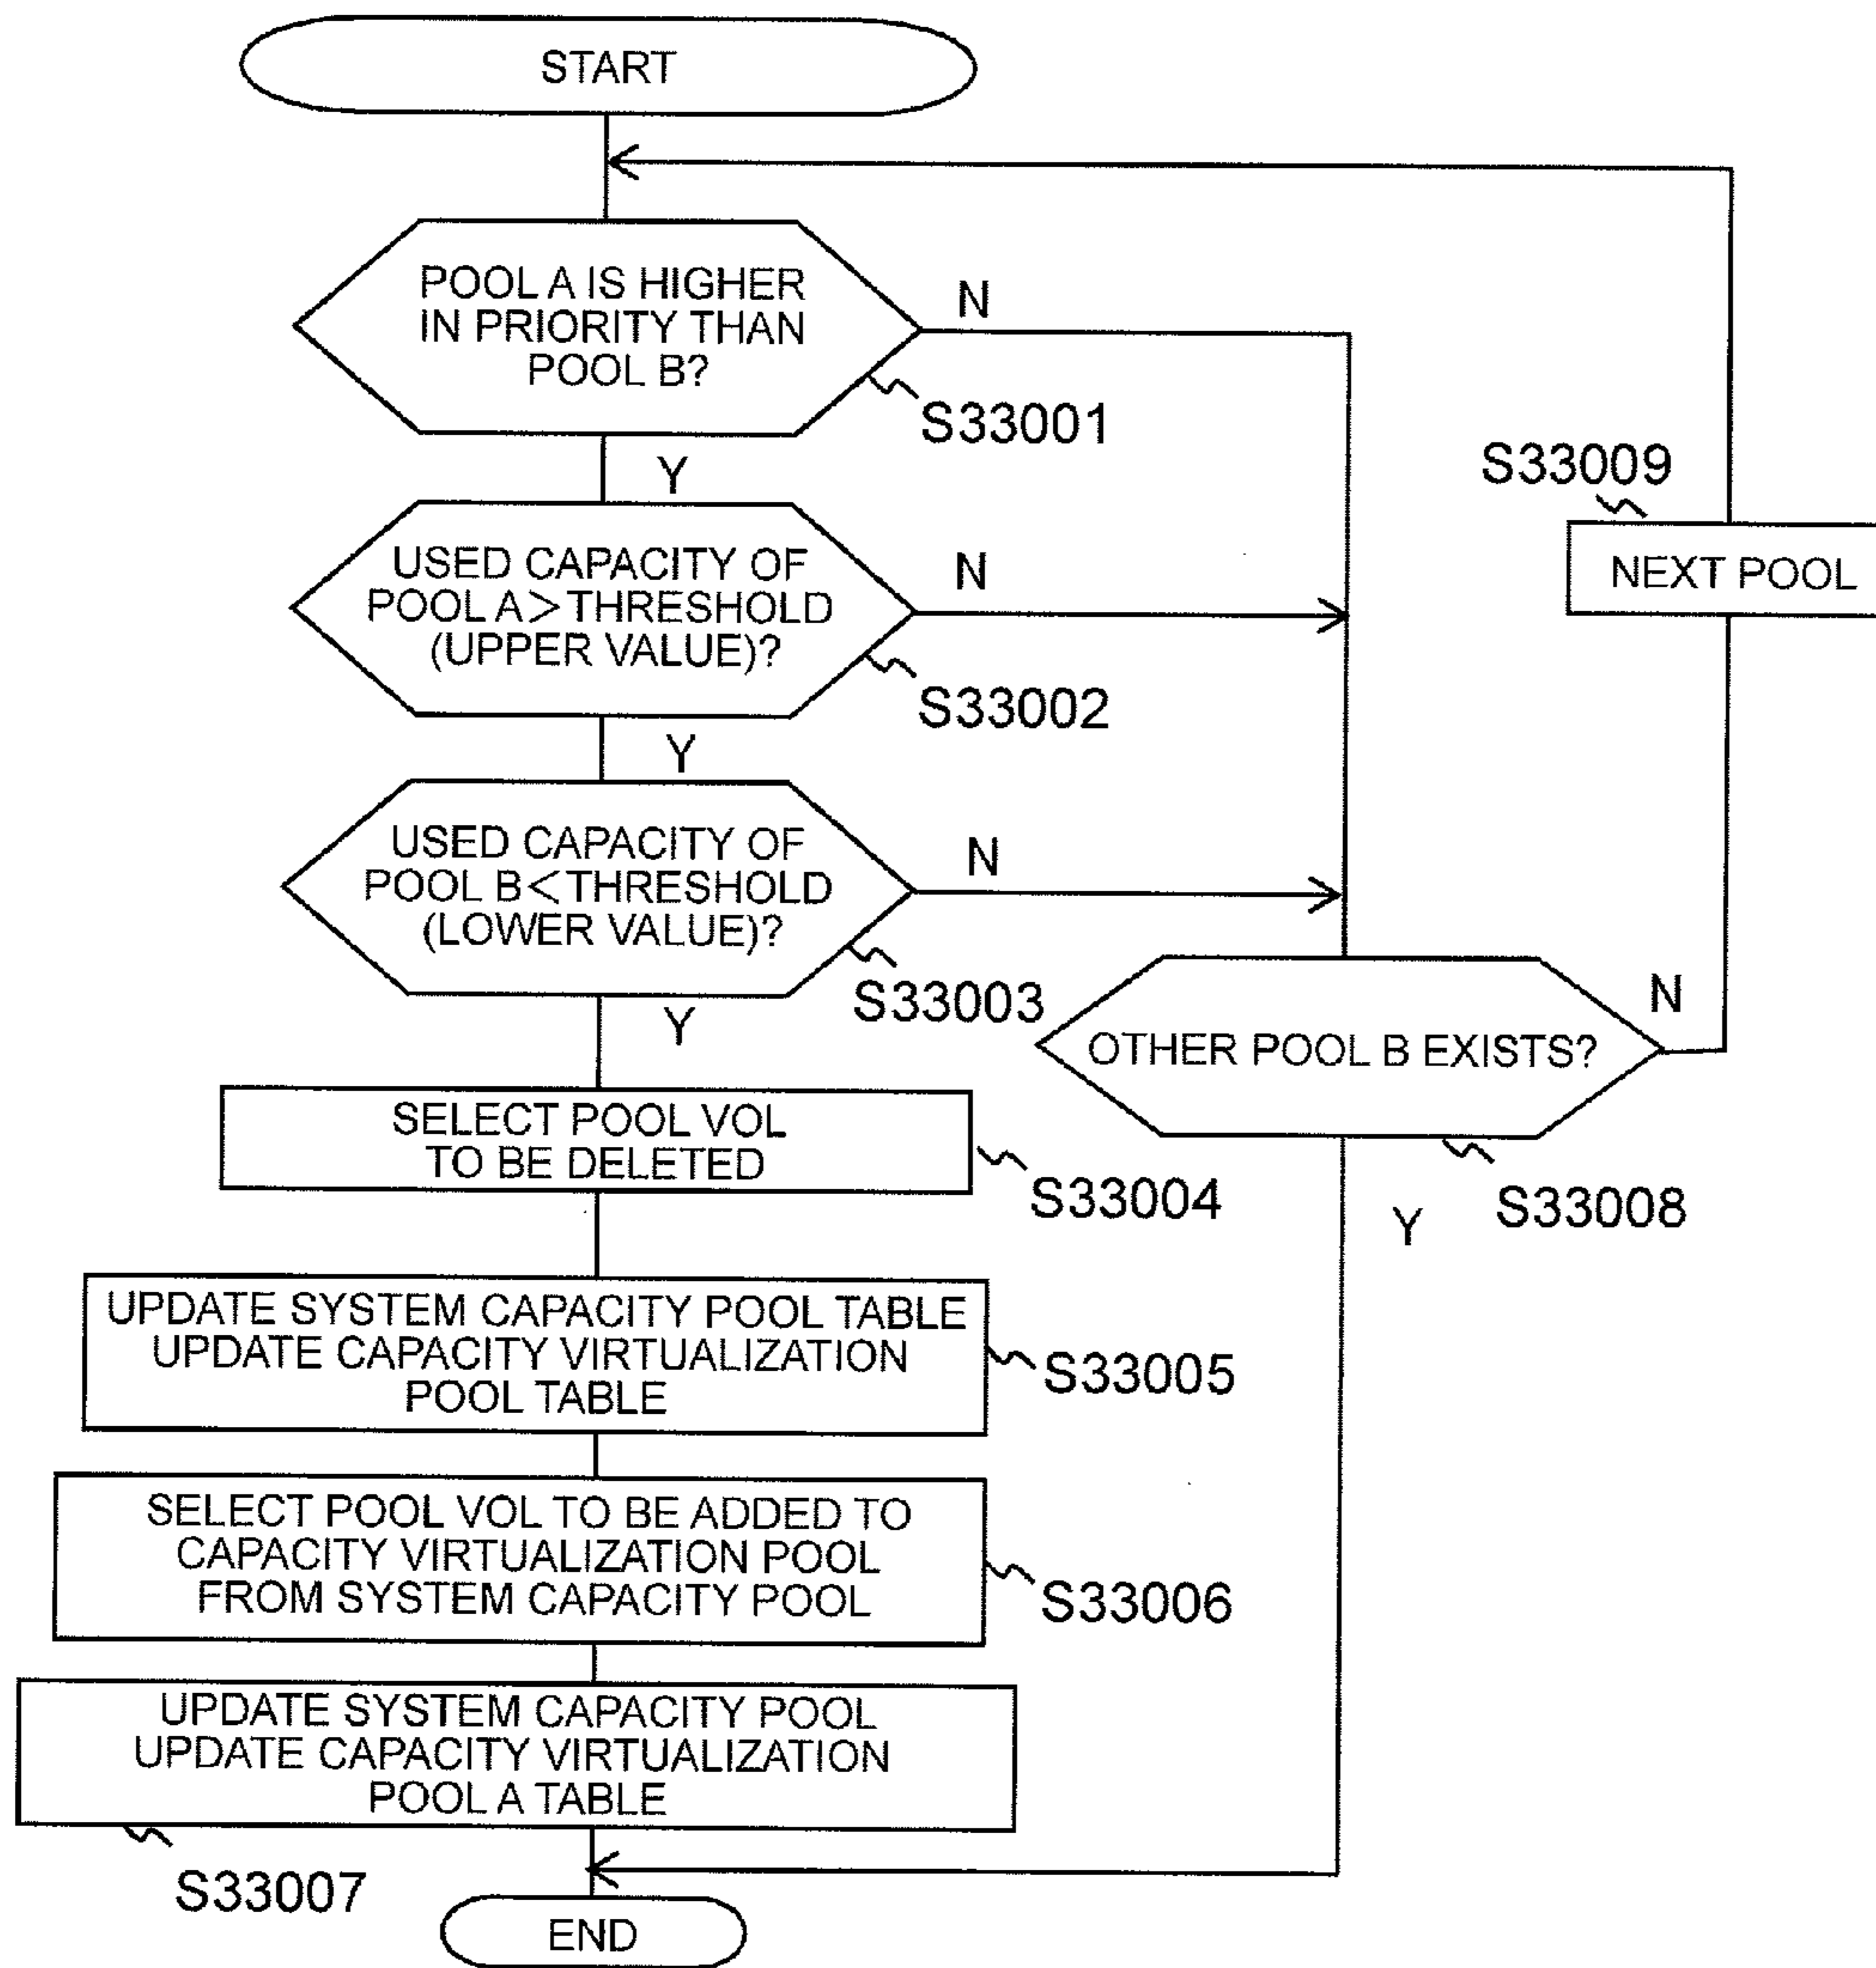 START
POOL A IS HIGHER
IN PRIORITY THAN
POOL B?
N
S33001
Y
S33009
NEXT POOL
USED CAPACITY OF
POOL A>THRESHOLD
(UPPER VALUE)?
N
S33002
Y
USED CAPACITY OF
POOL B<THRESHOLD
(LOWER VALUE)?
N
S33003
Y
OTHER POOL B EXISTS?
N
S33008
Y
SELECT POOL VOL
TO BE DELETED
S33004
UPDATE SYSTEM CAPACITY POOL TABLE
UPDATE CAPACITY VIRTUALIZATION
POOL TABLE
S33005
SELECT POOL VOL TO BE ADDED TO
CAPACITY VIRTUALIZATION POOL
FROM SYSTEM CAPACITY POOL
S33006
UPDATE SYSTEM CAPACITY POOL
UPDATE CAPACITY VIRTUALIZATION
POOL A TABLE
S33007
END